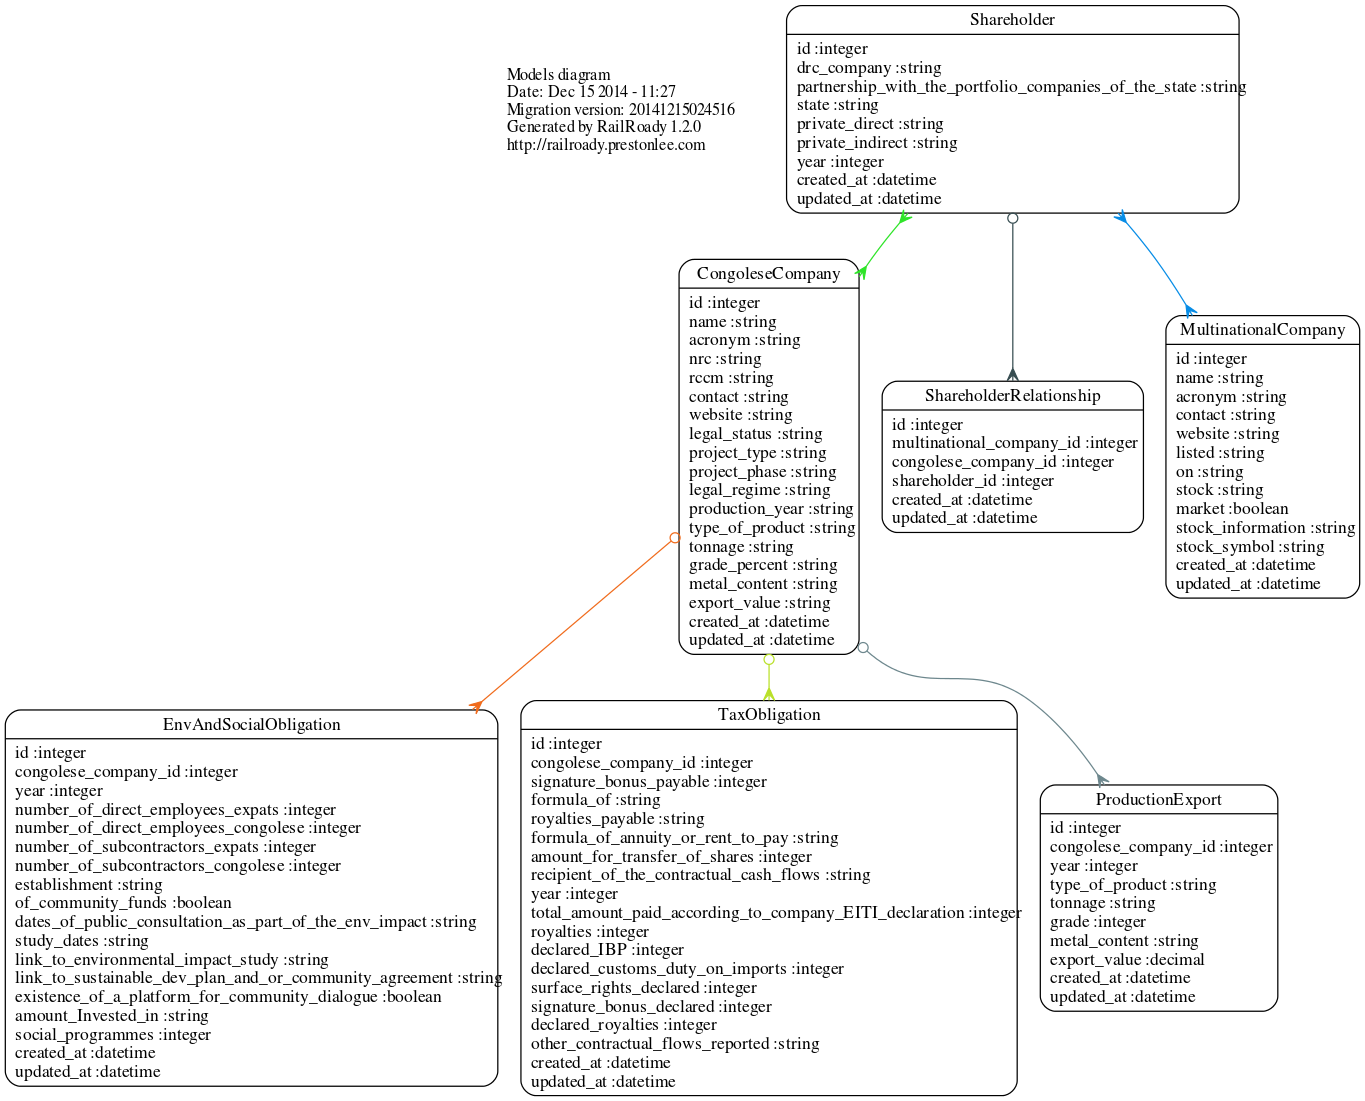 Shareholder
id :integer
drc_company :string
partnership_with_the_portfolio_companies_of_the_state :string
state :string
private_direct :string
private_indirect :string
year :integer
created_at :datetime
updated_at :datetime
Models diagram
Date: Dec 15 2014 - 11:27
Migration version: 20141215024516
Generated by RailRoady 1.2.0
http://railroady.prestonlee.com
CongoleseCompany
id :integer
name :string
acronym :string
nrc :string
rccm :string
contact :string
website :string
legal_status :string
project_type :string
project_phase :string
legal_regime :string
production_year :string
type_of_product :string
tonnage :string
grade_percent :string
metal_content :string
export_value :string
created_at :datetime
updated_at :datetime
ShareholderRelationship
id :integer
multinational_company_id :integer
congolese_company_id :integer
shareholder_id :integer
created_at :datetime
updated_at :datetime
MultinationalCompany
id :integer
name :string
acronym :string
contact :string
website :string
listed :string
on :string
stock :string
market :boolean
stock_information :string
stock_symbol :string
created_at :datetime
updated_at :datetime
EnvAndSocialObligation
id :integer
congolese_company_id :integer
year :integer
number_of_direct_employees_expats :integer
number_of_direct_employees_congolese :integer
number_of_subcontractors_expats :integer
number_of_subcontractors_congolese :integer
establishment :string
of_community_funds :boolean
dates_of_public_consultation_as_part_of_the_env_impact :string
study_dates :string
link_to_environmental_impact_study :string
link_to_sustainable_dev_plan_and_or_community_agreement :string
existence_of_a_platform_for_community_dialogue :boolean
amount_Invested_in :string
social_programmes :integer
created_at :datetime
updated_at :datetime
TaxObligation
id :integer
congolese_company_id :integer
signature_bonus_payable :integer
formula_of :string
royalties_payable :string
formula_of_annuity_or_rent_to_pay :string
amount_for_transfer_of_shares :integer
recipient_of_the_contractual_cash_flows :string
year :integer
total_amount_paid_according_to_company_EITI_declaration :integer
royalties :integer
declared_IBP :integer
declared_customs_duty_on_imports :integer
surface_rights_declared :integer
signature_bonus_declared :integer
declared_royalties :integer
other_contractual_flows_reported :string
created_at :datetime
updated_at :datetime
ProductionExport
id :integer
congolese_company_id :integer
year :integer
type_of_product :string
tonnage :string
grade :integer
metal_content :string
export_value :decimal
created_at :datetime
updated_at :datetime